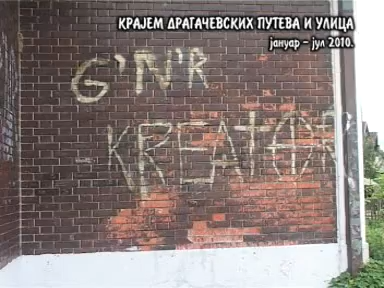 КРАЈЕМ ДРАГАЧЕВСКИХ ПУТЕВА И УЛИЦА
јануар - јул 2010.
G'N'R
KREATOR